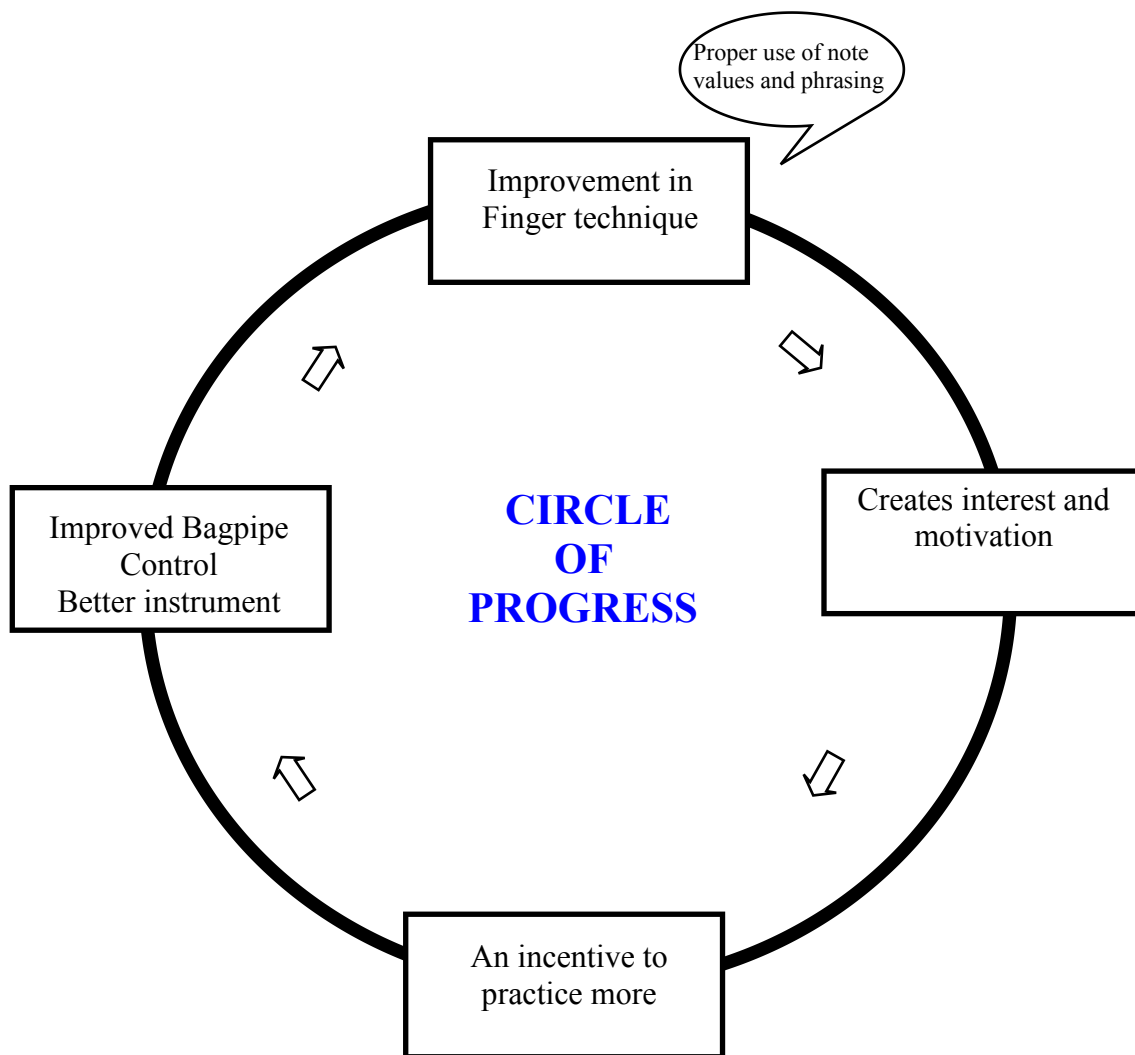 Proper use of note
values and phrasing
Improvement in
Finger technique
Creates interest and
motivation
CIRCLE
OF
PROGRESS
Improved Bagpipe
Control
Better instrument
An incentive to
practice more